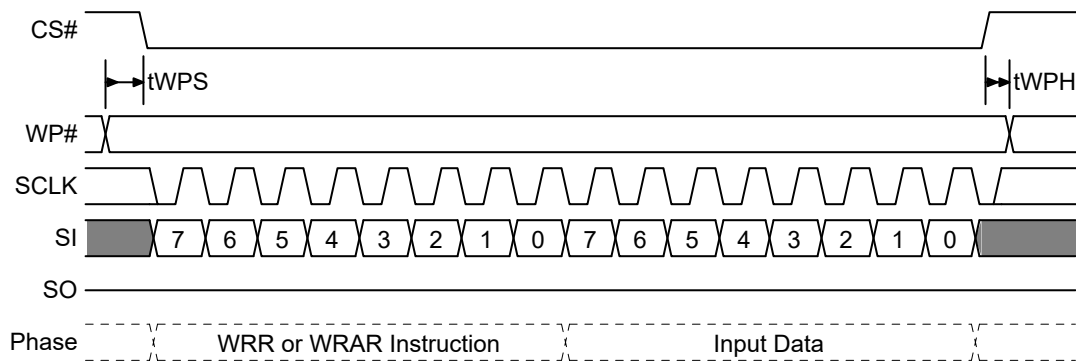 CS#
tWPS tWPH
WP#
SCLK
SI 7 6 5 4 3 2 1 0 7 6 5 4 3 2 1 0
SO
Phase WRR or WRAR Instruction Input Data